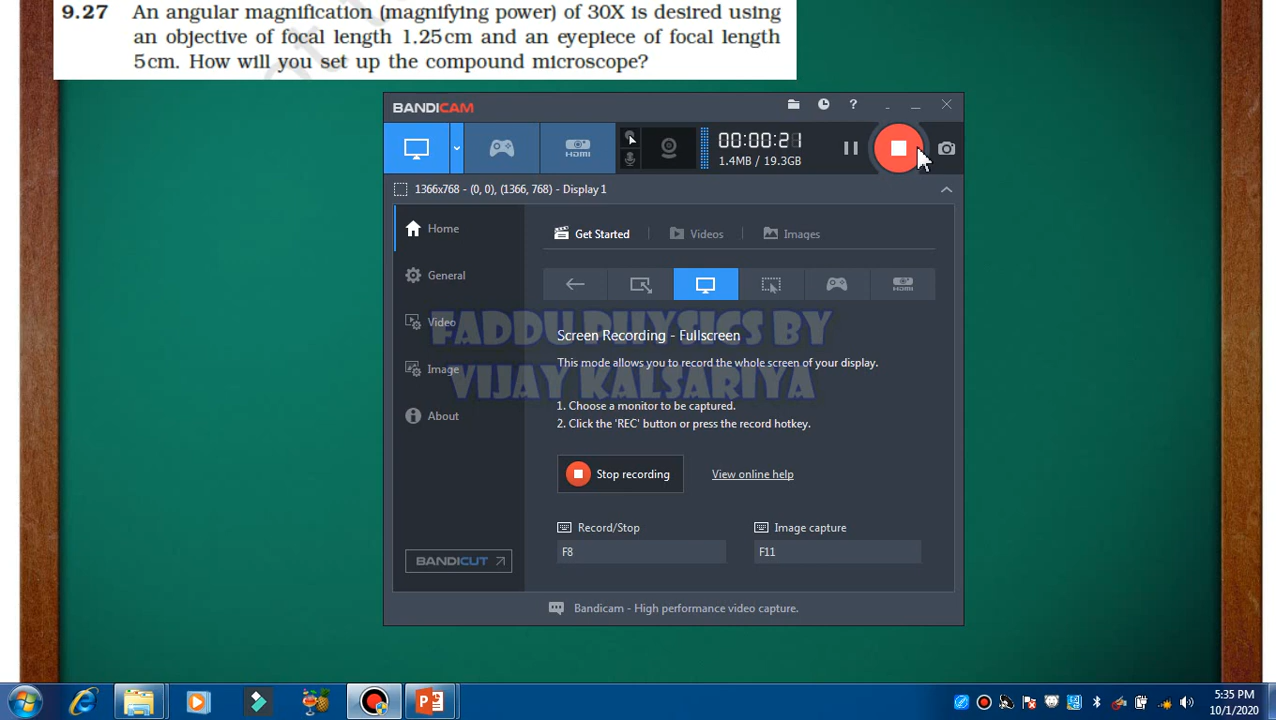 9.27 An angular magnification (magnifying power) of 30X is desired using
an objective of focal length 1.25 cm and an eyepiece of focal length
5 cm. How will you set up the compound microscope?
BANDICAM
?
HDMI
00:00:21
1.4MB / 19.3GB
1366x768 - (0, 0), (1366, 768) - Display 1
Home
Get Started
Videos
Images
General
HDMI
Video
FADDU PHYSICS BY
Screen Recording - Fullscreen
This mode allows you to record the whole screen of your display.
Image
VIJAY KALSARIYA
1. Choose a monitor to be captured.
About
2. Click the 'REC' button or press the record hotkey.
Stop recording
View online help
Record/Stop
Image capture
F8
F11
BANDICUT
Bandicam - High performance video capture.
5:35 PM
10/1/2020